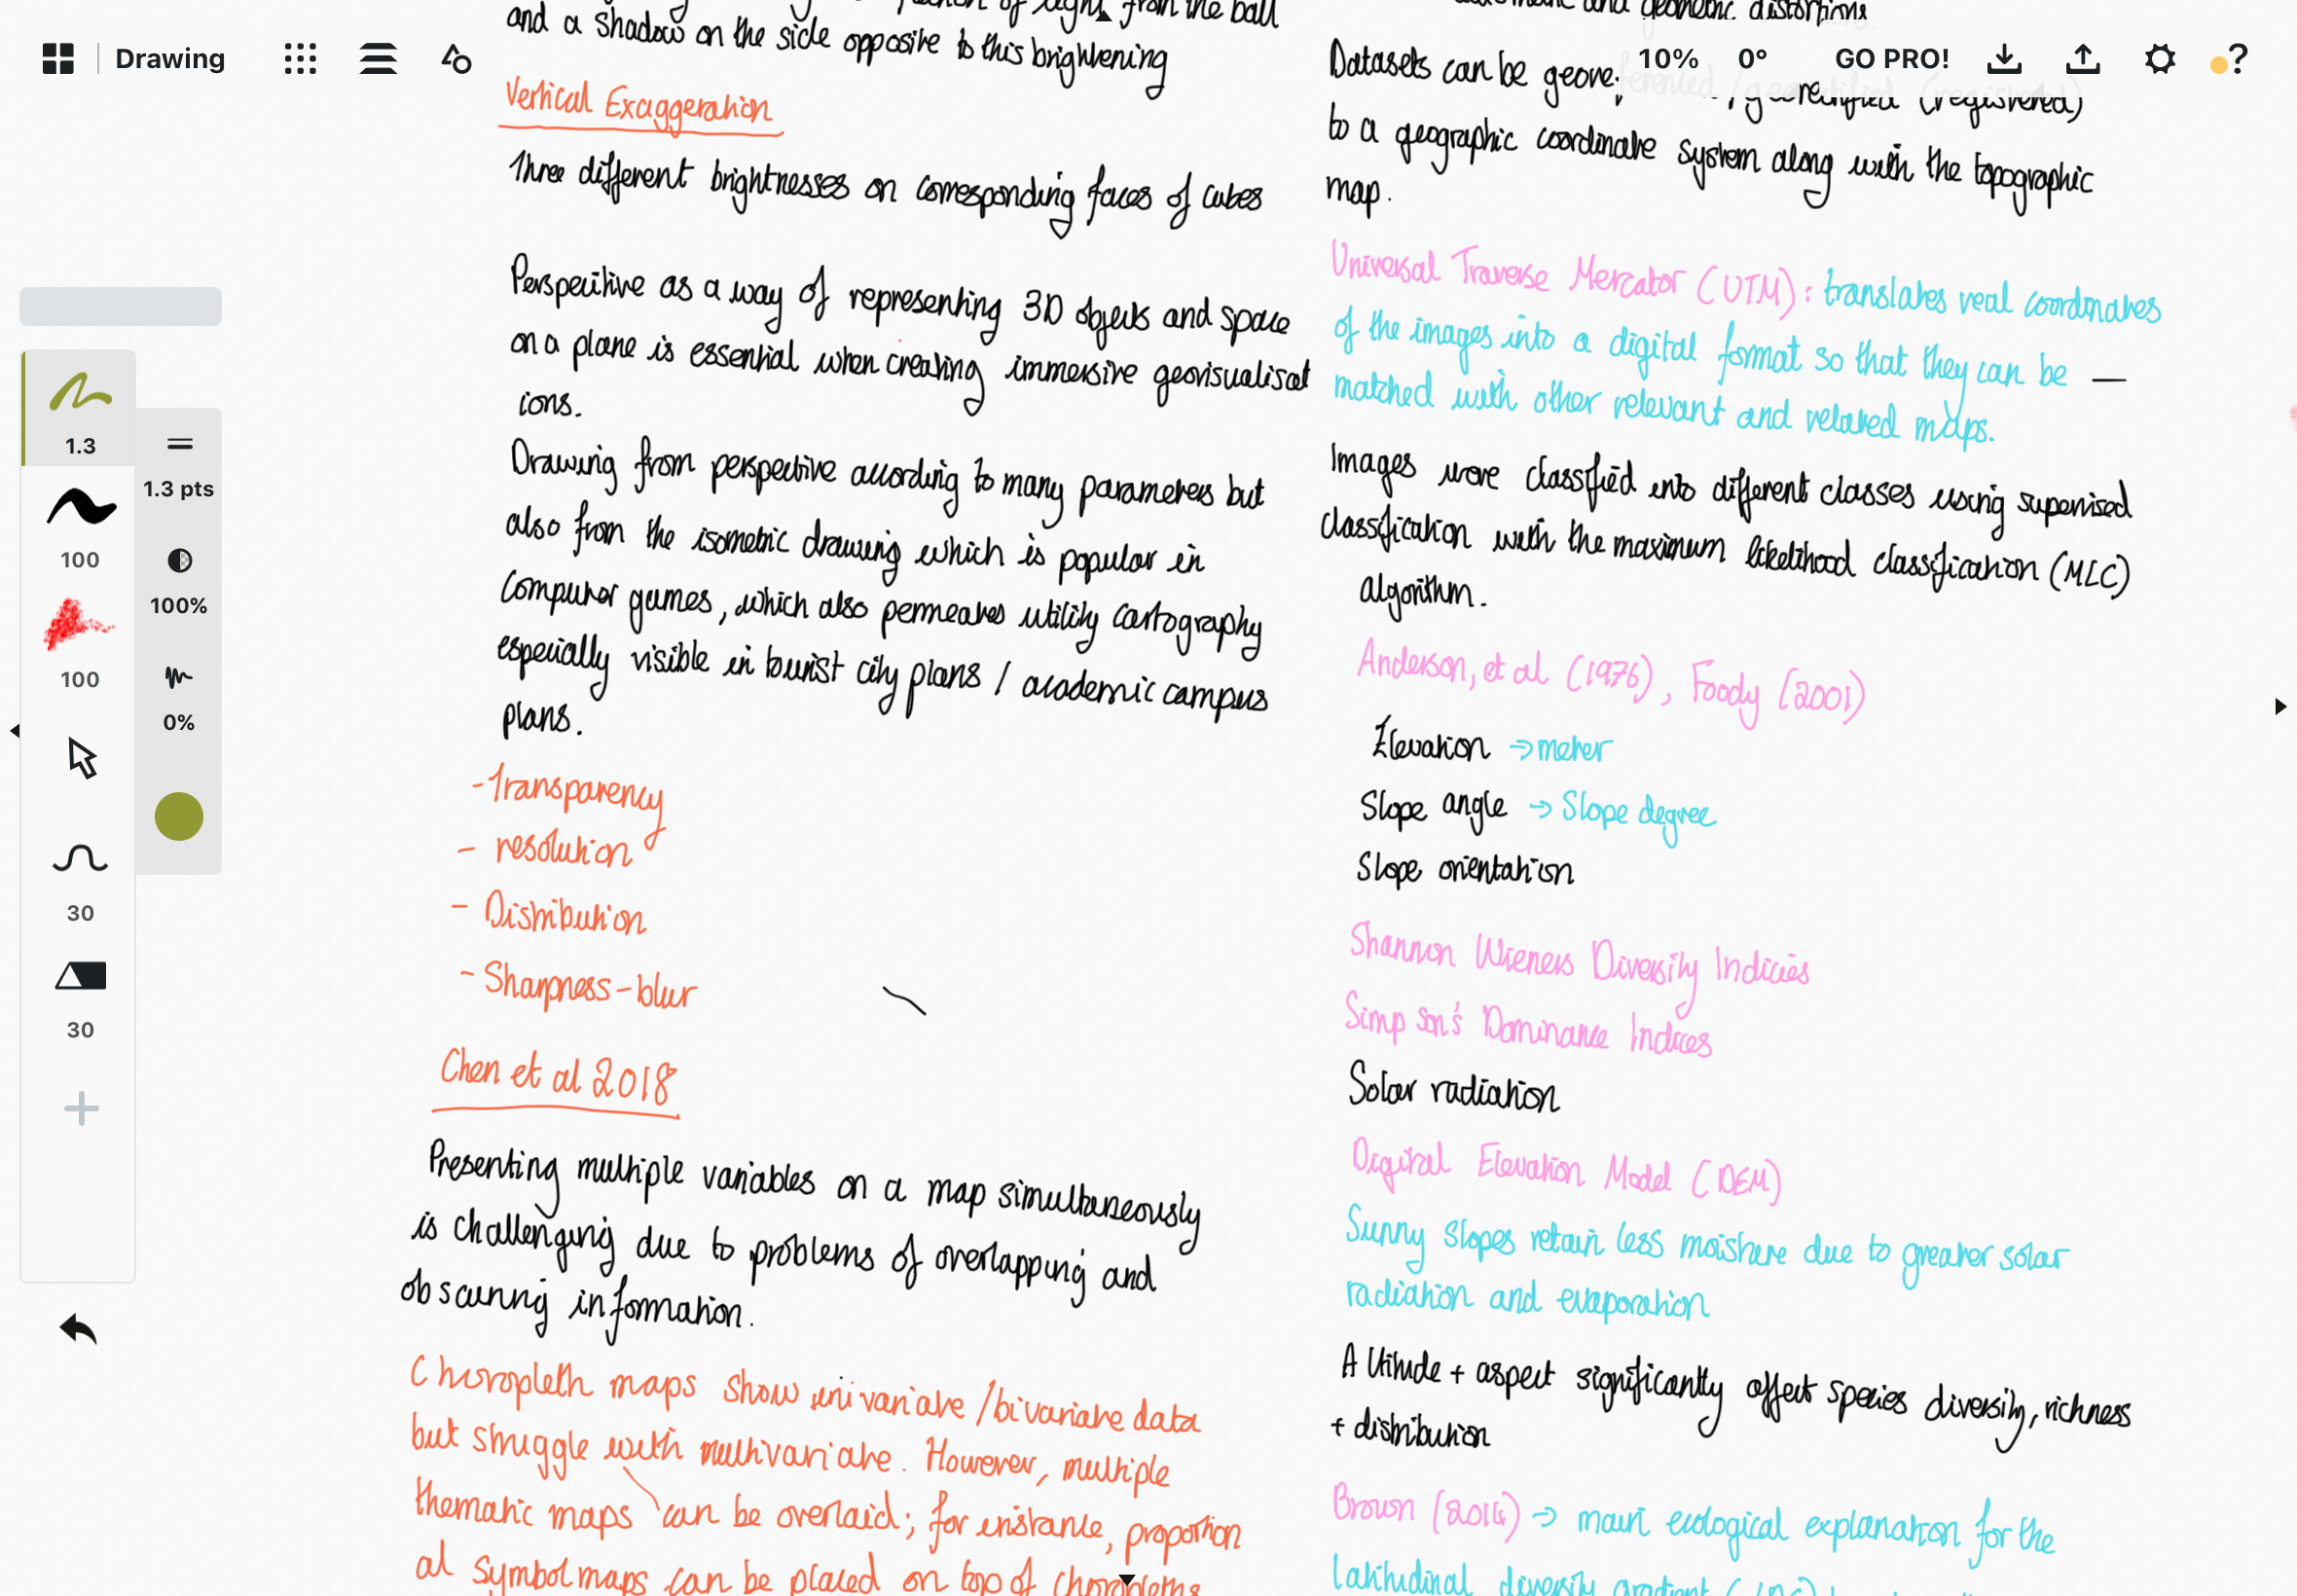 Drawing
10%
0°
GO PRO!
?
1.3
100
100
30
30
1.3 pts
100%
0%
of light from the ball
and a shadow on the side opposite to this brightening
Vertical Exaggeration
Three different brightnesses on corresponding faces of cubes
Perspective as a way of representing 3D objects and space
on a plane is essential when creating immersive geovisualisat
ions.
Drawing from perspective according to many parameters but
also from the isometric drawing which is popular in
computer games, which also permeates utility cartography
especially visible in tourist city plans / academic campus
plans.
- Transparency
- resolution
- Distribution
- Sharpness-blur
Chen et al 2018
Presenting multiple variables on a map simultaneously
is challenging due to problems of overlapping and
obscuring information.
Choropleth maps show univariate/bivariate data
but struggle with multivariate. However, multiple
thematic maps can be overlaid; for instance, proportion
al symbol maps can be placed on top of choropleths
and geometric distortions
Datasets can be georeferenced/georectified (registered)
to a geographic coordinate system along with the topographic
map.
Universal Traverse Mercator (UTM): translates real coordinates
of the images into a digital format so that they can be —
matched with other relevant and related maps.
Images were classfied into different classes using supervised
classification with the maximum likelihood classification (MLC)
algorithm.
Anderson, et al (1976), Foody (2001)
Elevation → meter
Slope angle → Slope degree
Slope orientation
Shannon Wieners Diversity Indicies
Simpson's Dominance Indices
Solar radiation
Digital Elevation Model (DEM)
Sunny slopes retain less moisture due to greater solar
radiation and evaporation
Altitude + aspect significantly affect species diversity, richness
+ distribution
Brown (2014) → main ecological explanation for the
latitudinal diversity gradient